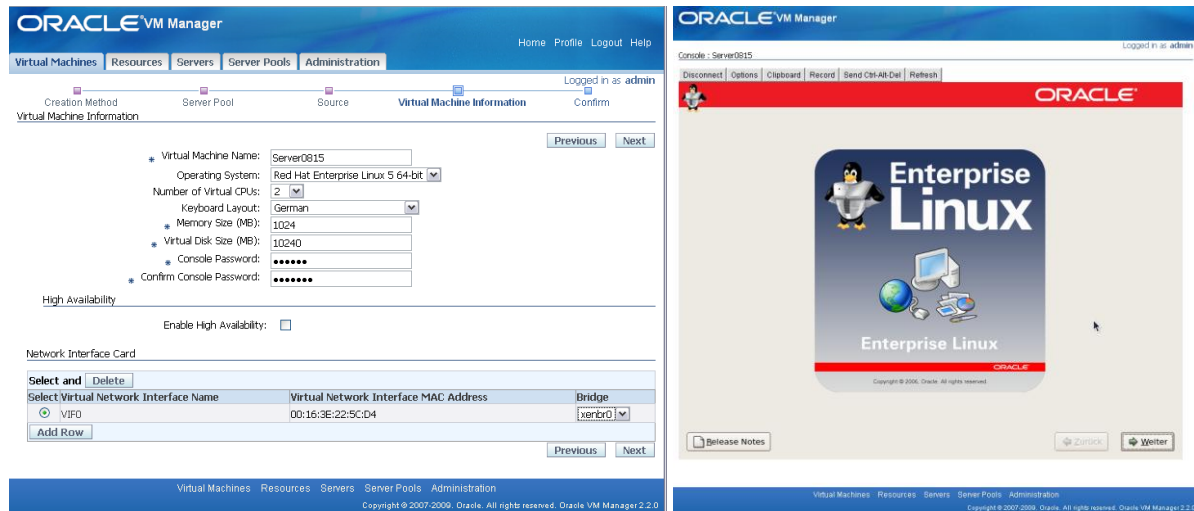 ORACLE VM Manager
Home Profile Logout Help
Virtual Machines Resources Servers Server Pools Administration
Logged in as admin
Creation Method Server Pool Source Virtual Machine Information Confirm
Virtual Machine Information
Previous Next
* Virtual Machine Name: Server0815
Operating System: Red Hat Enterprise Linux 5 64-bit
Number of Virtual CPUs: 2
Keyboard Layout: German
* Memory Size (MB): 1024
* Virtual Disk Size (MB): 10240
* Console Password: ••••••
* Confirm Console Password: •••••••
High Availability
Enable High Availability:
Network Interface Card
Select and Delete
Select Virtual Network Interface Name Virtual Network Interface MAC Address Bridge
VIF0 00:16:3E:22:5C:D4 xenbr0
Add Row
Previous Next
Virtual Machines Resources Servers Server Pools Administration
Copyright © 2007-2009. Oracle. All rights reserved. Oracle VM Manager 2.2.0
ORACLE VM Manager
Logged in as admin
Console : Server0815
Disconnect Options Clipboard Record Send Ctrl-Alt-Del Refresh
ORACLE
Enterprise
Linux
Enterprise Linux
ORACLE
Copyright © 2006, Oracle. All rights reserved.
Release Notes Zurück Weiter
Virtual Machines Resources Servers Server Pools Administration
Copyright © 2007-2009. Oracle. All rights reserved. Oracle VM Manager 2.2.